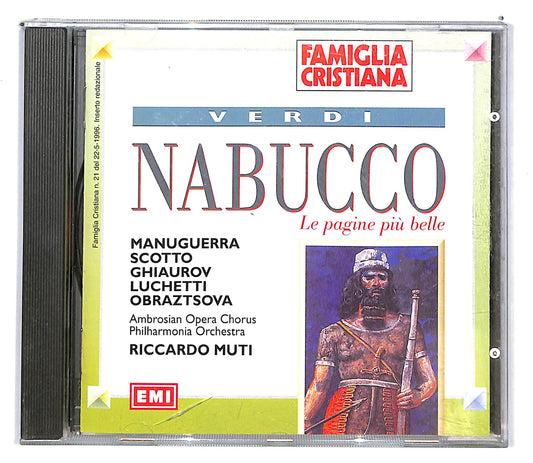 FAMIGLIA
CRISTIANA
Famiglia Cristiana n. 21 del 22-5-1996. Inserto redazionale
VERDI
NABUCCO
Le pagine più belle
MANUGUERRA
SCOTTO
GHIAUROV
LUCHETTI
OBRAZTSOVA
Ambrosian Opera Chorus
Philharmonia Orchestra
RICCARDO MUTI
EMI